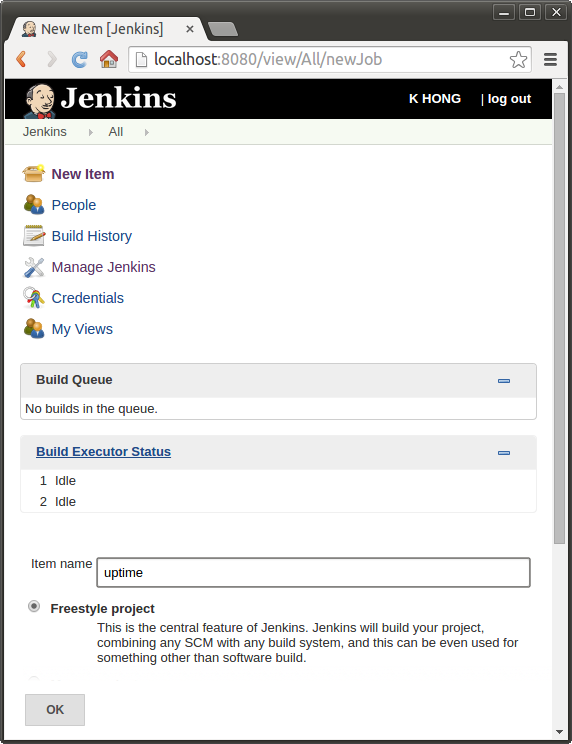 New Item [Jenkins]
localhost:8080/view/All/newJob
Jenkins
K HONG | log out
Jenkins All
New Item
People
Build History
Manage Jenkins
Credentials
My Views
Build Queue
No builds in the queue.
Build Executor Status
1 Idle
2 Idle
Item name uptime
Freestyle project
This is the central feature of Jenkins. Jenkins will build your project,
combining any SCM with any build system, and this can be even used for
something other than software build.
OK